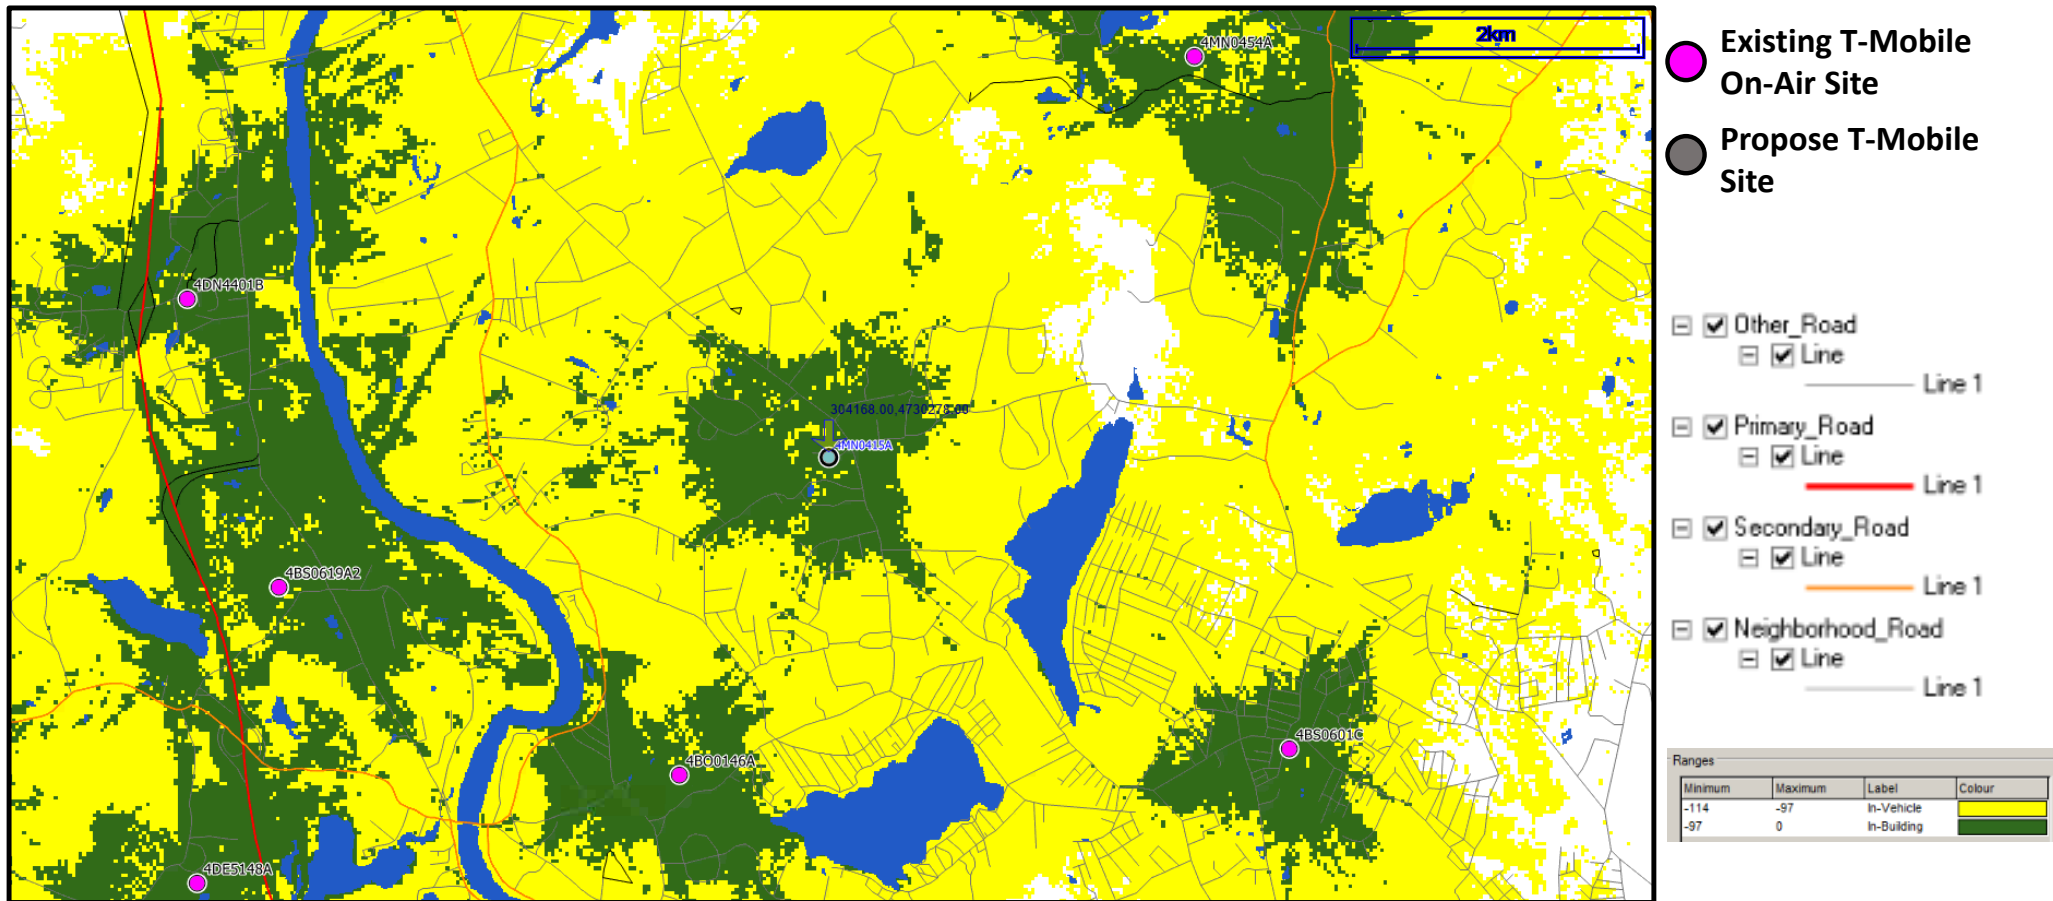 4MN0454A
2km
4DN4401B
304168.00,4730278.00
4MN0415A
4BS0619A2
4BS0601C
4BO0146A
4DE5148A
Existing T-Mobile
On-Air Site
Propose T-Mobile
Site
Other_Road
Line
Line 1
Primary_Road
Line
Line 1
Secondary_Road
Line
Line 1
Neighborhood_Road
Line
Line 1
Ranges
Minimum Maximum Label Colour
-114 -97 In-Vehicle
-97 0 In-Building